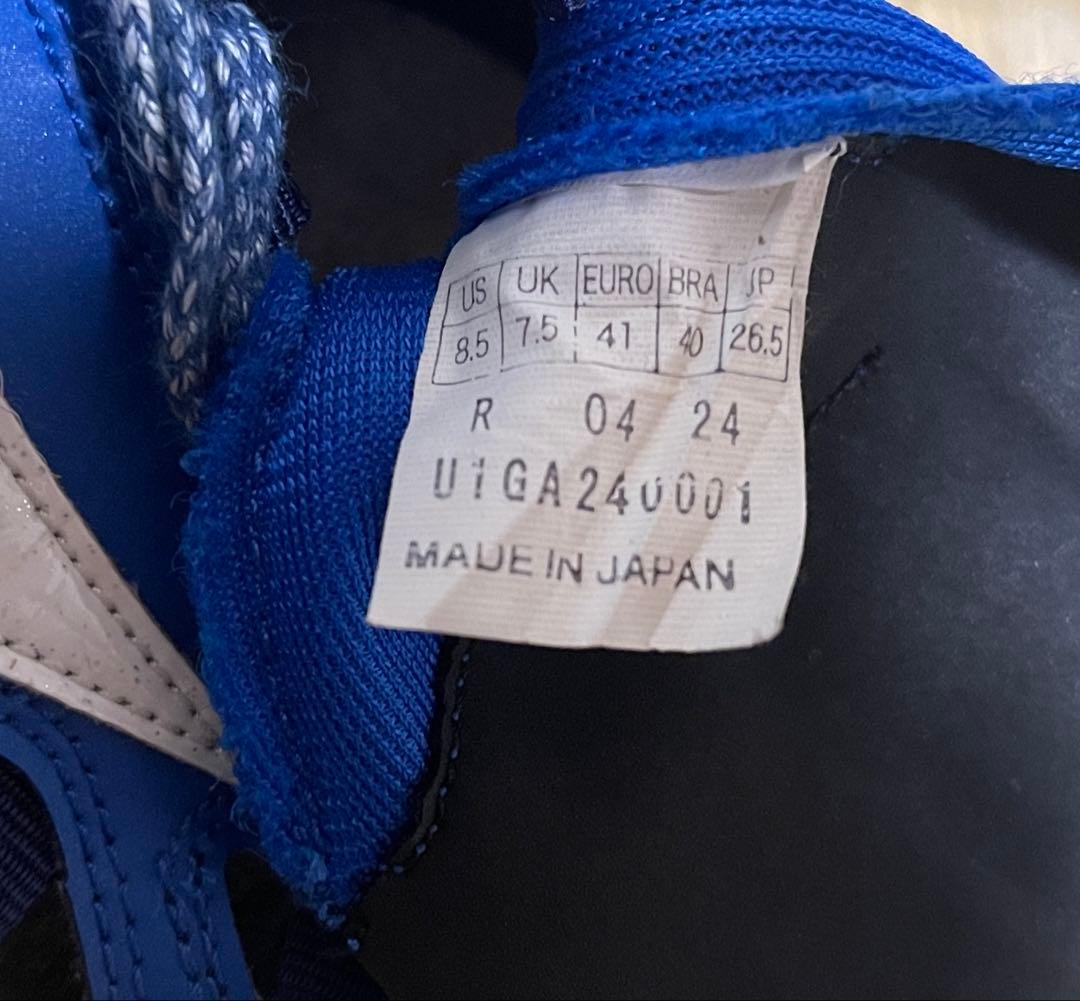 US UK EURO BRA JP
8.5 7.5 41 40 26.5
R 04 24
U1GA240001
MADE IN JAPAN